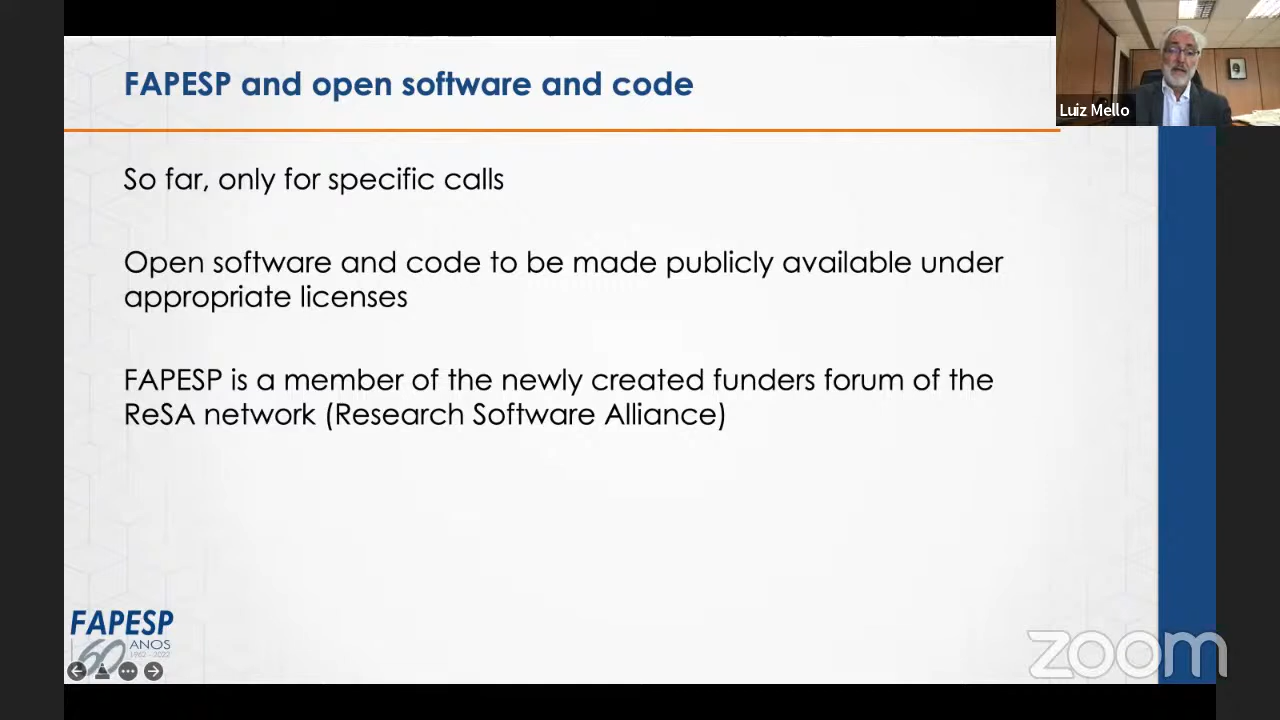 FAPESP and open software and code
Luiz Mello
So far, only for specific calls
Open software and code to be made publicly available under
appropriate licenses
FAPESP is a member of the newly created funders forum of the
ReSA network (Research Software Alliance)
FAPESP
60 ANOS
1962 - 2022
zoom